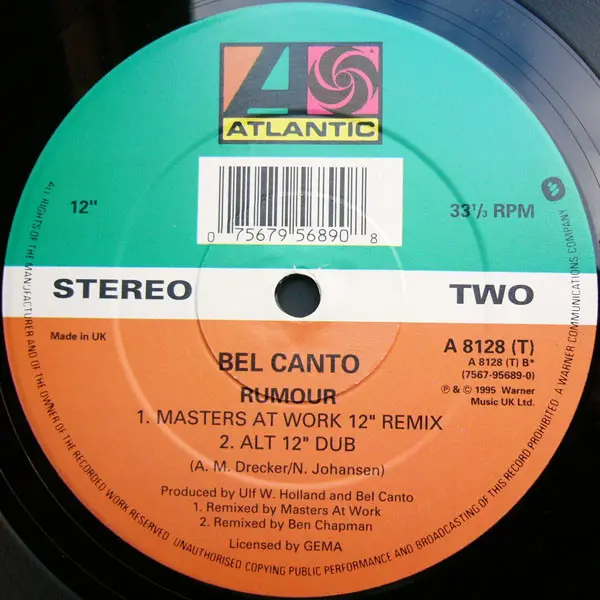 ATLANTIC
0 75679 56890 8
12"
33 1/3 RPM
STEREO
TWO
Made in UK
A 8128 (T)
A 8128 (T) B*
(7567-95689-0)
℗ & © 1995 Warner
Music UK Ltd.
BEL CANTO
RUMOUR
1. MASTERS AT WORK 12" REMIX
2. ALT 12" DUB
(A. M. Drecker/N. Johansen)
Produced by Ulf W. Holland and Bel Canto
1. Remixed by Masters At Work
2. Remixed by Ben Chapman
Licensed by GEMA
ALL RIGHTS OF THE MANUFACTURER AND OF THE OWNER OF THE RECORDED WORK RESERVED. UNAUTHORISED COPYING PUBLIC PERFORMANCE AND BROADCASTING OF THIS RECORD PROHIBITED. A WARNER COMMUNICATIONS COMPANY